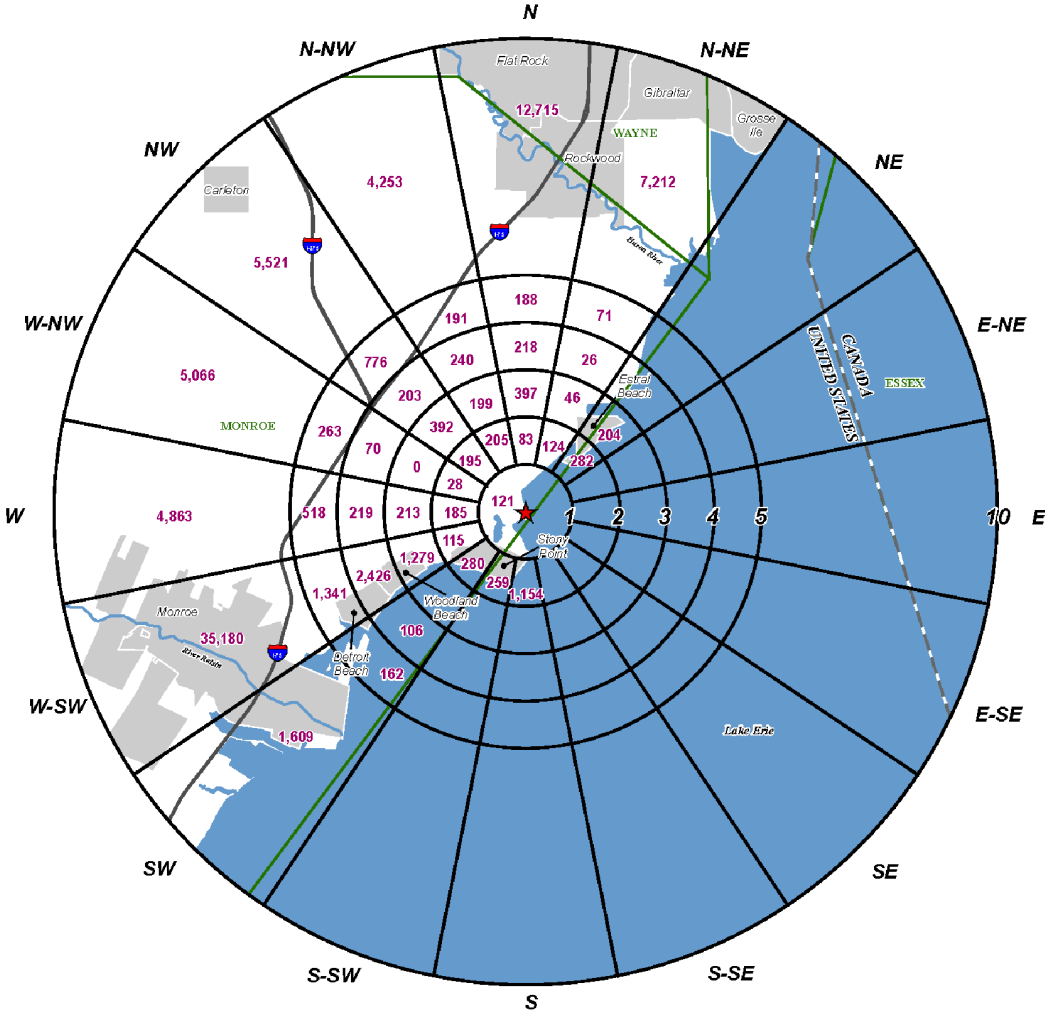 N
N-NW
N-NE
Flat Rock
Gibraltar
12,715
Grosse
Ile
WAYNE
NW
Rockwood
NE
4,253
7,212
Carleton
Huron River
5,521
188
W-NW
191
71
E-NE
CANADA
UNITED STATES
218
776
240
26
5,066
ESSEX
Estral
Beach
203
199
397
46
MONROE
263
392
204
70
205
83
124
0
195
282
28
121
W
4,863
518
219
213
185
1
2
3
4
5
10
E
115
Stony
Point
1,279
280
2,426
259
1,154
1,341
Woodland
Beach
Monroe
106
35,180
River Raisin
Detroit
Beach
162
W-SW
E-SE
1,609
Lake Erie
SW
SE
S-SW
S-SE
S